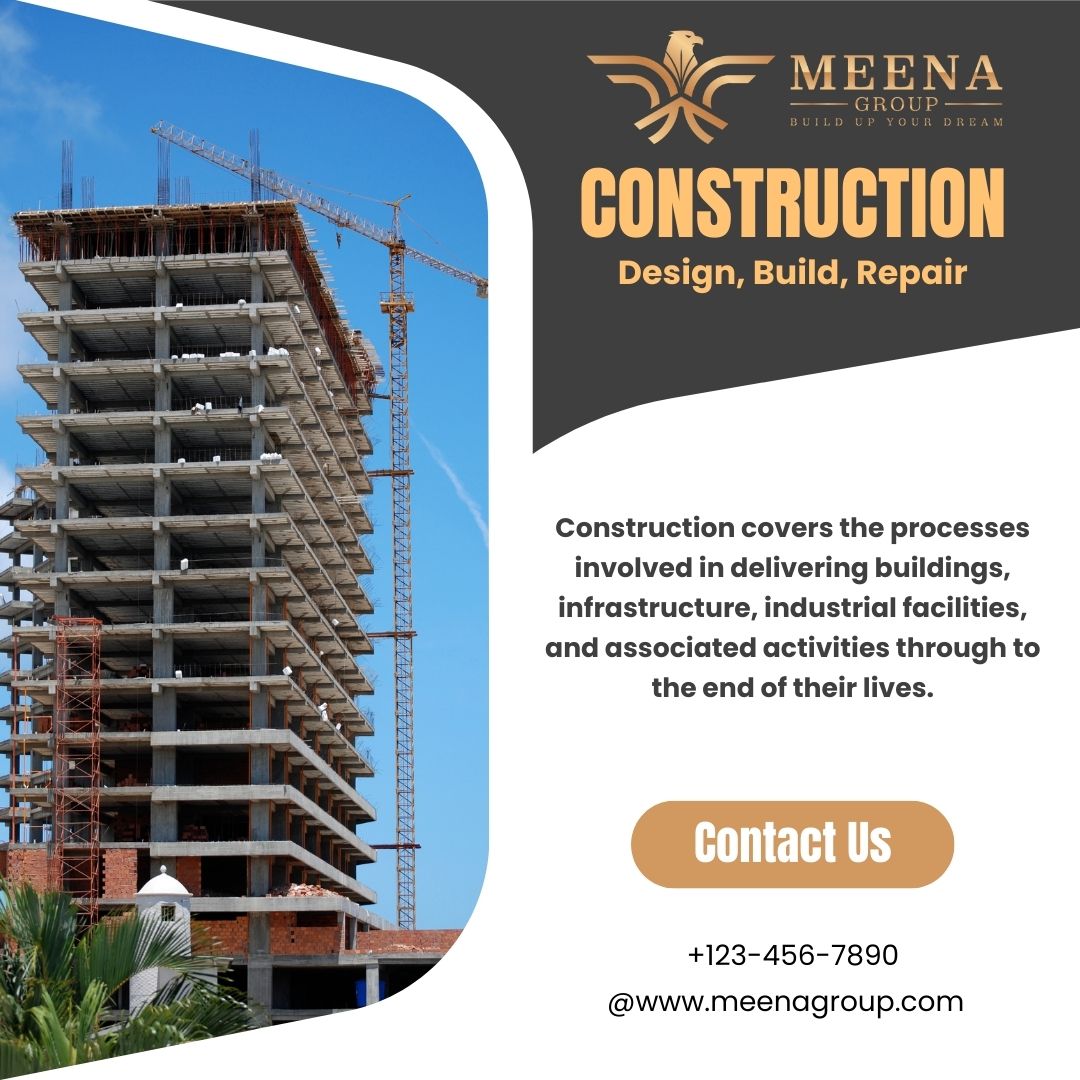 MEENA
GROUP
BUILD UP YOUR DREAM
CONSTRUCTION
Design, Build, Repair
Construction covers the processes
involved in delivering buildings,
infrastructure, industrial facilities,
and associated activities through to
the end of their lives.
Contact Us
+123-456-7890
@www.meenagroup.com